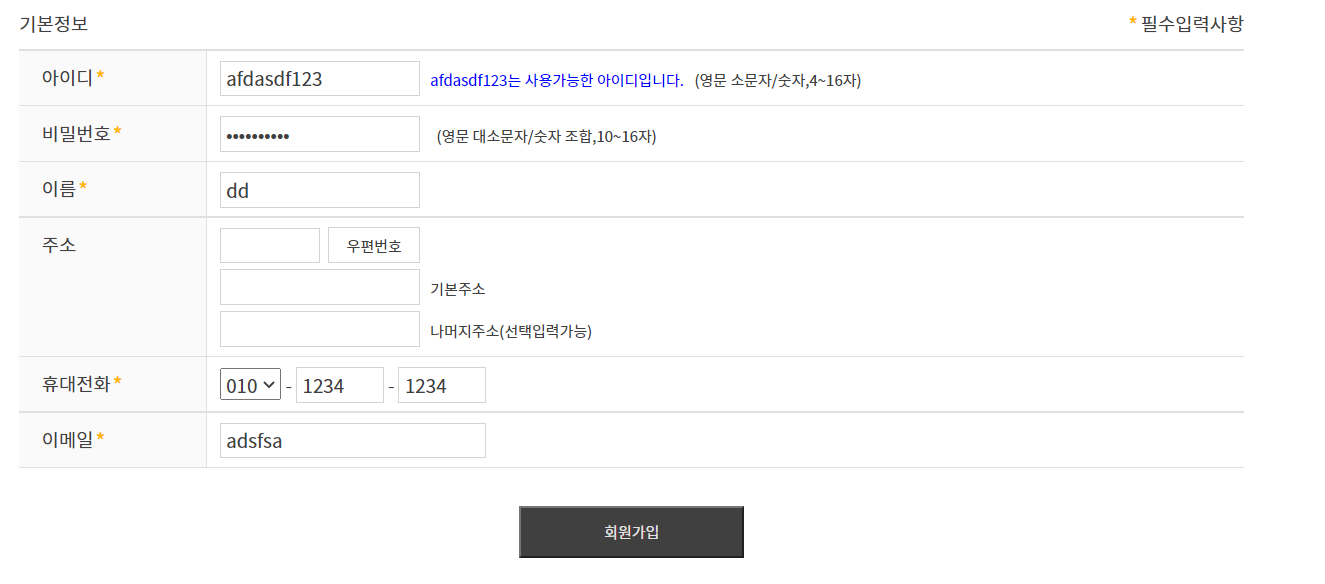 기본정보 * 필수입력사항
아이디 * afdasdf123 afdasdf123는 사용가능한 아이디입니다. (영문 소문자/숫자,4~16자)
비밀번호 * •••••••••• (영문 대소문자/숫자 조합,10~16자)
이름 * dd
주소 우편번호
기본주소
나머지주소(선택입력가능)
휴대전화 * 010 - 1234 - 1234
이메일 * adsfsa
회원가입